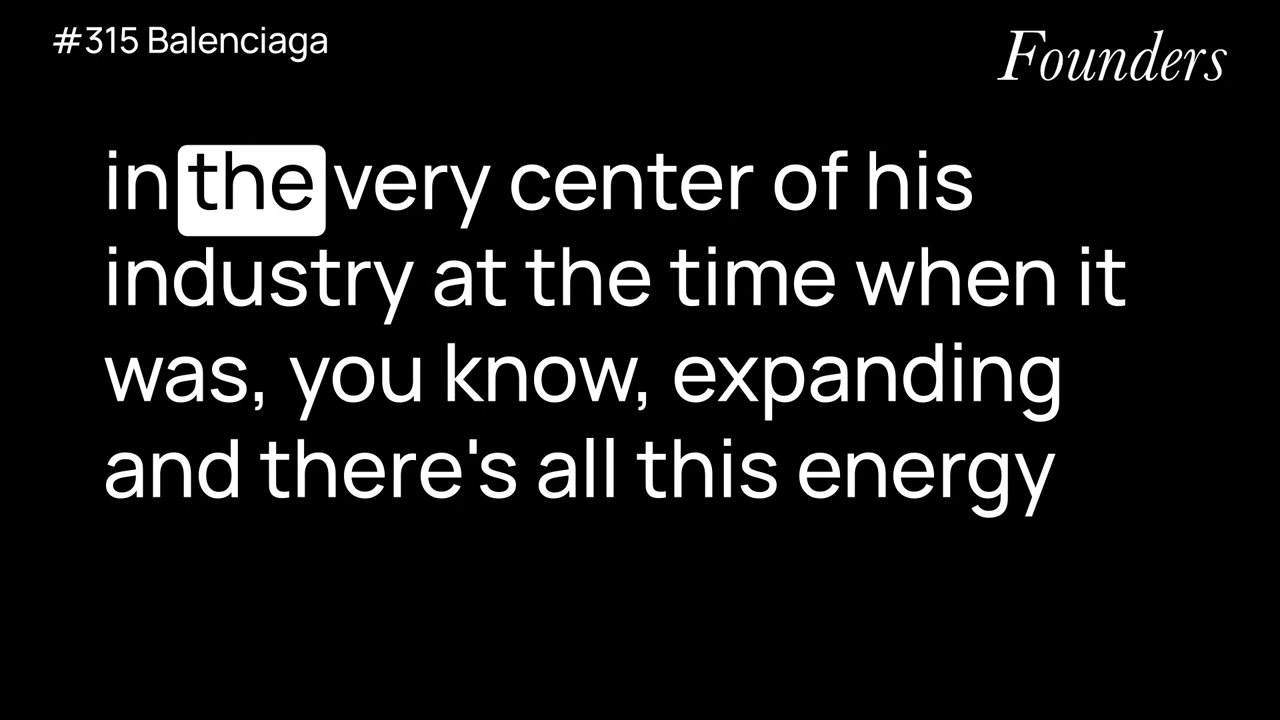 #315 Balenciaga
Founders
in the very center of his
industry at the time when it
was, you know, expanding
and there's all this energy